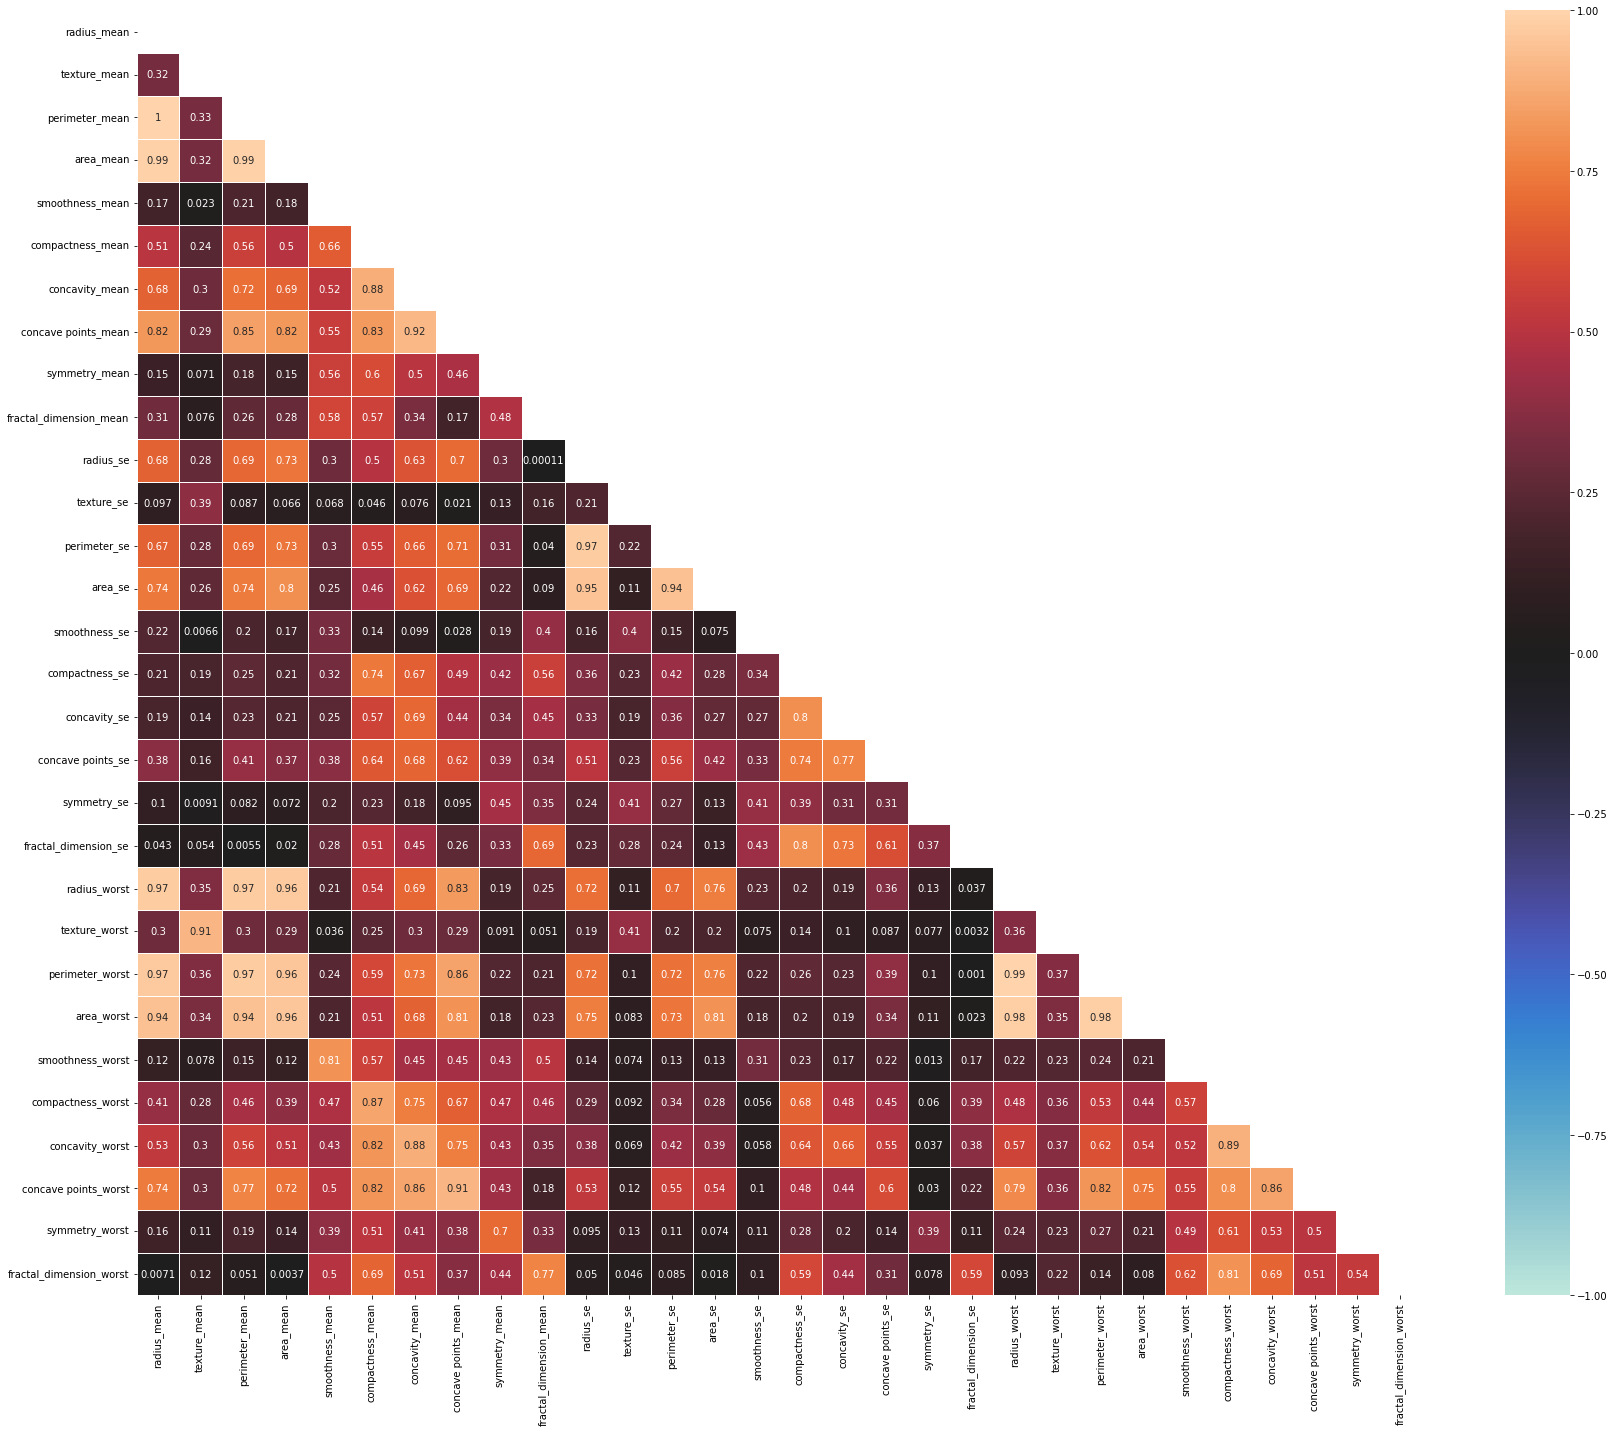 radius_mean
texture_mean 0.32
perimeter_mean 1 0.33
area_mean 0.99 0.32 0.99
smoothness_mean 0.17 0.023 0.21 0.18
compactness_mean 0.51 0.24 0.56 0.5 0.66
concavity_mean 0.68 0.3 0.72 0.69 0.52 0.88
concave points_mean 0.82 0.29 0.85 0.82 0.55 0.83 0.92
symmetry_mean 0.15 0.071 0.18 0.15 0.56 0.6 0.5 0.46
fractal_dimension_mean 0.31 0.076 0.26 0.28 0.58 0.57 0.34 0.17 0.48
radius_se 0.68 0.28 0.69 0.73 0.3 0.5 0.63 0.7 0.3 0.00011
texture_se 0.097 0.39 0.087 0.066 0.068 0.046 0.076 0.021 0.13 0.16 0.21
perimeter_se 0.67 0.28 0.69 0.73 0.3 0.55 0.66 0.71 0.31 0.04 0.97 0.22
area_se 0.74 0.26 0.74 0.8 0.25 0.46 0.62 0.69 0.22 0.09 0.95 0.11 0.94
smoothness_se 0.22 0.0066 0.2 0.17 0.33 0.14 0.099 0.028 0.19 0.4 0.16 0.4 0.15 0.075
compactness_se 0.21 0.19 0.25 0.21 0.32 0.74 0.67 0.49 0.42 0.56 0.36 0.23 0.42 0.28 0.34
concavity_se 0.19 0.14 0.23 0.21 0.25 0.57 0.69 0.44 0.34 0.45 0.33 0.19 0.36 0.27 0.27 0.8
concave points_se 0.38 0.16 0.41 0.37 0.38 0.64 0.68 0.62 0.39 0.34 0.51 0.23 0.56 0.42 0.33 0.74 0.77
symmetry_se 0.1 0.0091 0.082 0.072 0.2 0.23 0.18 0.095 0.45 0.35 0.24 0.41 0.27 0.13 0.41 0.39 0.31 0.31
fractal_dimension_se 0.043 0.054 0.0055 0.02 0.28 0.51 0.45 0.26 0.33 0.69 0.23 0.28 0.24 0.13 0.43 0.8 0.73 0.61 0.37
radius_worst 0.97 0.35 0.97 0.96 0.21 0.54 0.69 0.83 0.19 0.25 0.72 0.11 0.7 0.76 0.23 0.2 0.19 0.36 0.13 0.037
texture_worst 0.3 0.91 0.3 0.29 0.036 0.25 0.3 0.29 0.091 0.051 0.19 0.41 0.2 0.2 0.075 0.14 0.1 0.087 0.077 0.0032 0.36
perimeter_worst 0.97 0.36 0.97 0.96 0.24 0.59 0.73 0.86 0.22 0.21 0.72 0.1 0.72 0.76 0.22 0.26 0.23 0.39 0.1 0.001 0.99 0.37
area_worst 0.94 0.34 0.94 0.96 0.21 0.51 0.68 0.81 0.18 0.23 0.75 0.083 0.73 0.81 0.18 0.2 0.19 0.34 0.11 0.023 0.98 0.35 0.98
smoothness_worst 0.12 0.078 0.15 0.12 0.81 0.57 0.45 0.45 0.43 0.5 0.14 0.074 0.13 0.13 0.31 0.23 0.17 0.22 0.013 0.17 0.22 0.23 0.24 0.21
compactness_worst 0.41 0.28 0.46 0.39 0.47 0.87 0.75 0.67 0.47 0.46 0.29 0.092 0.34 0.28 0.056 0.68 0.48 0.45 0.06 0.39 0.48 0.36 0.53 0.44 0.57
concavity_worst 0.53 0.3 0.56 0.51 0.43 0.82 0.88 0.75 0.43 0.35 0.38 0.069 0.42 0.39 0.058 0.64 0.66 0.55 0.037 0.38 0.57 0.37 0.62 0.54 0.52 0.89
concave points_worst 0.74 0.3 0.77 0.72 0.5 0.82 0.86 0.91 0.43 0.18 0.53 0.12 0.55 0.54 0.1 0.48 0.44 0.6 0.03 0.22 0.79 0.36 0.82 0.75 0.55 0.8 0.86
symmetry_worst 0.16 0.11 0.19 0.14 0.39 0.51 0.41 0.38 0.7 0.33 0.095 0.13 0.11 0.074 0.11 0.28 0.2 0.14 0.39 0.11 0.24 0.23 0.27 0.21 0.49 0.61 0.53 0.5
fractal_dimension_worst 0.0071 0.12 0.051 0.0037 0.5 0.69 0.51 0.37 0.44 0.77 0.05 0.046 0.085 0.018 0.1 0.59 0.44 0.31 0.078 0.59 0.093 0.22 0.14 0.08 0.62 0.81 0.69 0.51 0.54
radius_mean
texture_mean
perimeter_mean
area_mean
smoothness_mean
compactness_mean
concavity_mean
concave points_mean
symmetry_mean
fractal_dimension_mean
radius_se
texture_se
perimeter_se
area_se
smoothness_se
compactness_se
concavity_se
concave points_se
symmetry_se
fractal_dimension_se
radius_worst
texture_worst
perimeter_worst
area_worst
smoothness_worst
compactness_worst
concavity_worst
concave points_worst
symmetry_worst
fractal_dimension_worst
1.00
0.75
0.50
0.25
0.00
−0.25
−0.50
−0.75
−1.00